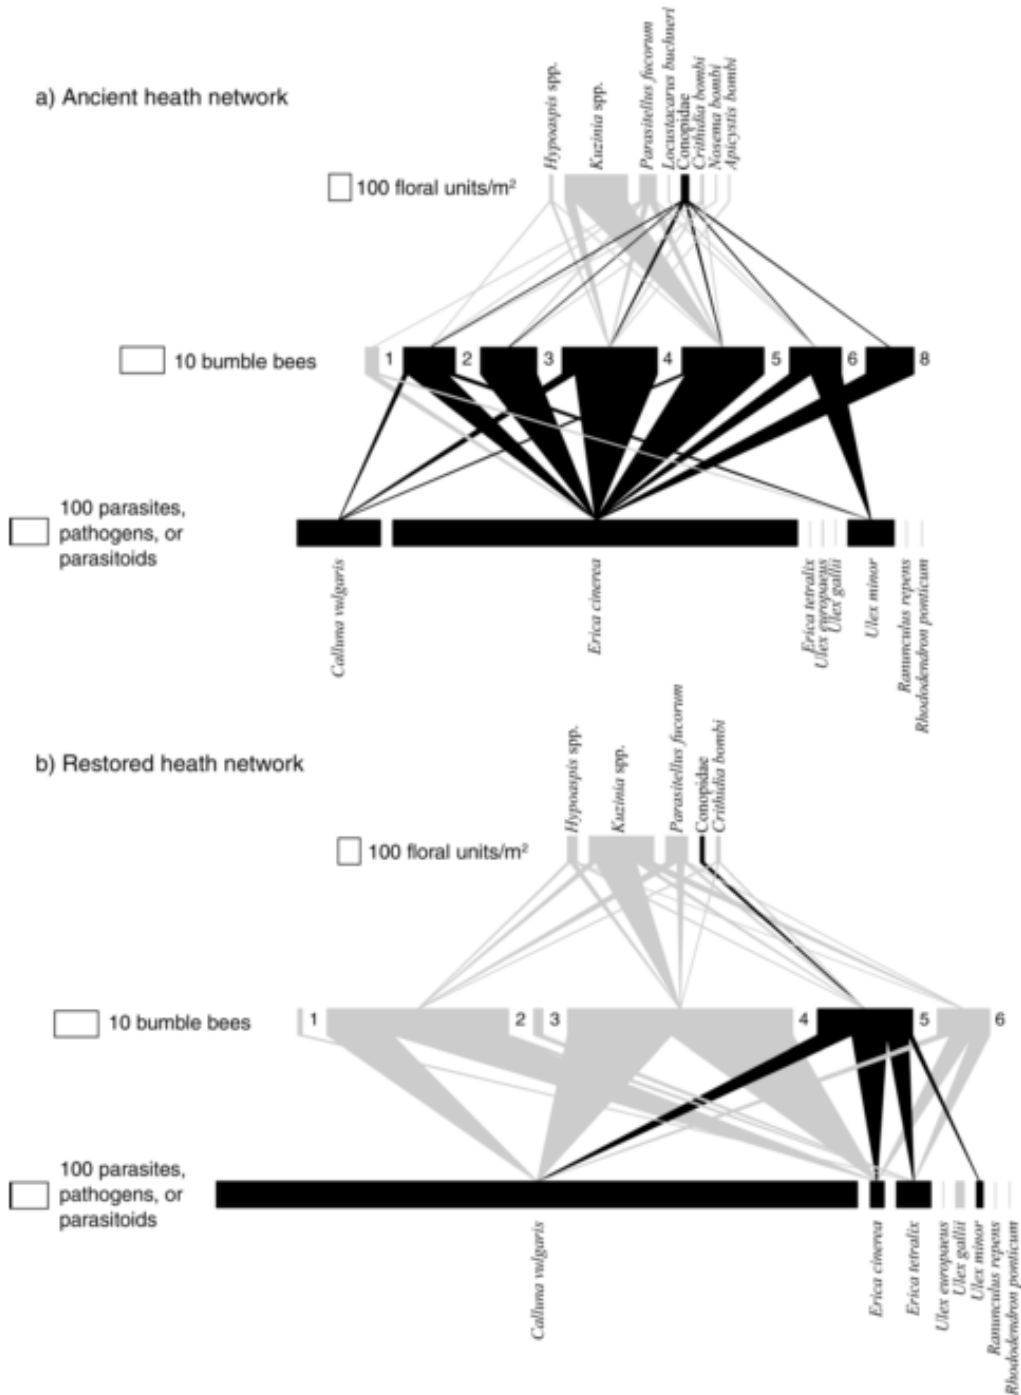 a) Ancient heath network
Hypoaspis spp.
Kuzinia spp.
Parasitellus fucorum
Locustacarus buchneri
Conopidae
Crithidia bombi
Nosema bombi
Apicystis bombi
100 floral units/m²
10 bumble bees
1 2 3 4 5 6 8
100 parasites,
pathogens, or
parasitoids
Calluna vulgaris
Erica cinerea
Erica tetralix
Ulex europaeus
Ulex gallii
Ulex minor
Ranunculus repens
Rhododendron ponticum
b) Restored heath network
Hypoaspis spp.
Kuzinia spp.
Parasitellus fucorum
Conopidae
Crithidia bombi
100 floral units/m²
10 bumble bees
1 2 3 4 5 6
100 parasites,
pathogens, or
parasitoids
Calluna vulgaris
Erica cinerea
Erica tetralix
Ulex europaeus
Ulex gallii
Ulex minor
Ranunculus repens
Rhododendron ponticum